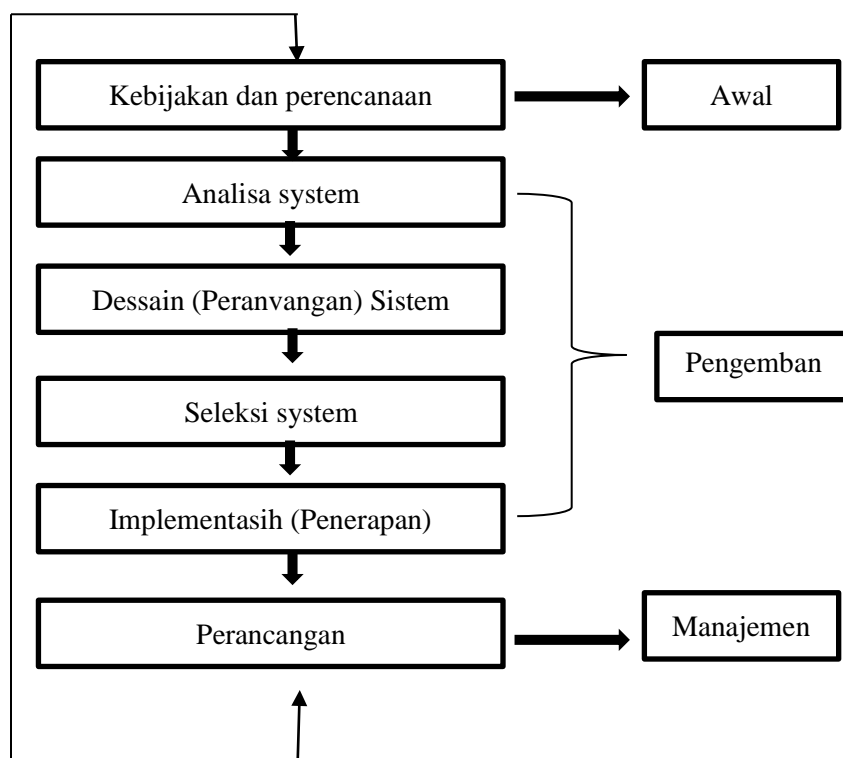 Kebijakan dan perencanaan
Awal
Analisa system
Dessain (Peranvangan) Sistem
Pengemban
Seleksi system
Implementasih (Penerapan)
Perancangan
Manajemen